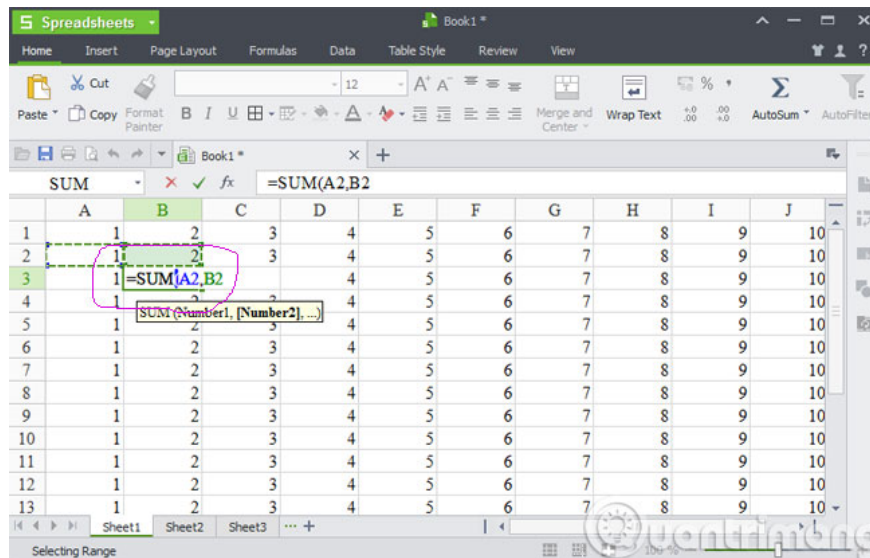 Spreadsheets
Book1 *
Home Insert Page Layout Formulas Data Table Style Review View
Cut 12 A+ A- %
Paste Copy Format Painter B I U A Merge and Center Wrap Text AutoSum AutoFilter
Book1 *
SUM fx =SUM(A2,B2
A B C D E F G H I J
1 1 2 3 4 5 6 7 8 9 10
2 1 2 3 4 5 6 7 8 9 10
3 1 =SUM(A2,B2 4 5 6 7 8 9 10
4 1 2 3 4 5 6 7 8 9 10
SUM (Number1, [Number2], ...)
5 1 2 3 4 5 6 7 8 9 10
6 1 2 3 4 5 6 7 8 9 10
7 1 2 3 4 5 6 7 8 9 10
8 1 2 3 4 5 6 7 8 9 10
9 1 2 3 4 5 6 7 8 9 10
10 1 2 3 4 5 6 7 8 9 10
11 1 2 3 4 5 6 7 8 9 10
12 1 2 3 4 5 6 7 8 9 10
13 1 2 3 4 5 6 7 8 9 10
Sheet1 Sheet2 Sheet3 ... +
Quantrimang
Selecting Range 100 %